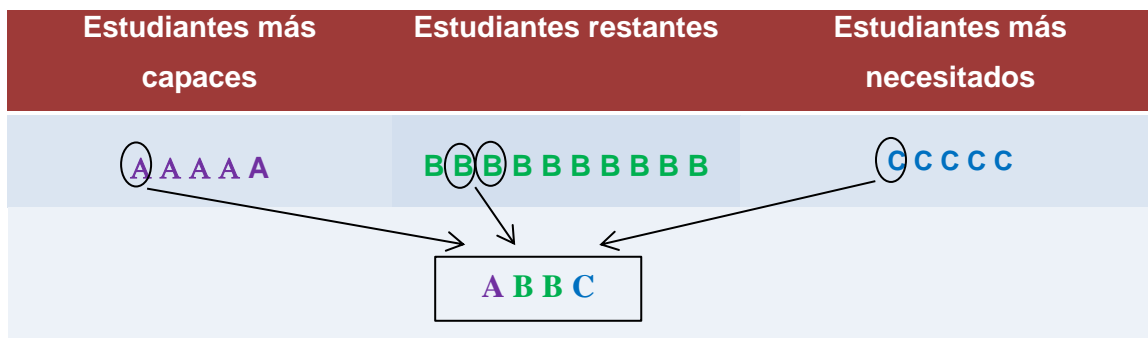 Estudiantes más
capaces
Estudiantes restantes
Estudiantes más
necesitados
A A A A A
B B B B B B B B B B
C C C C C
A B B C